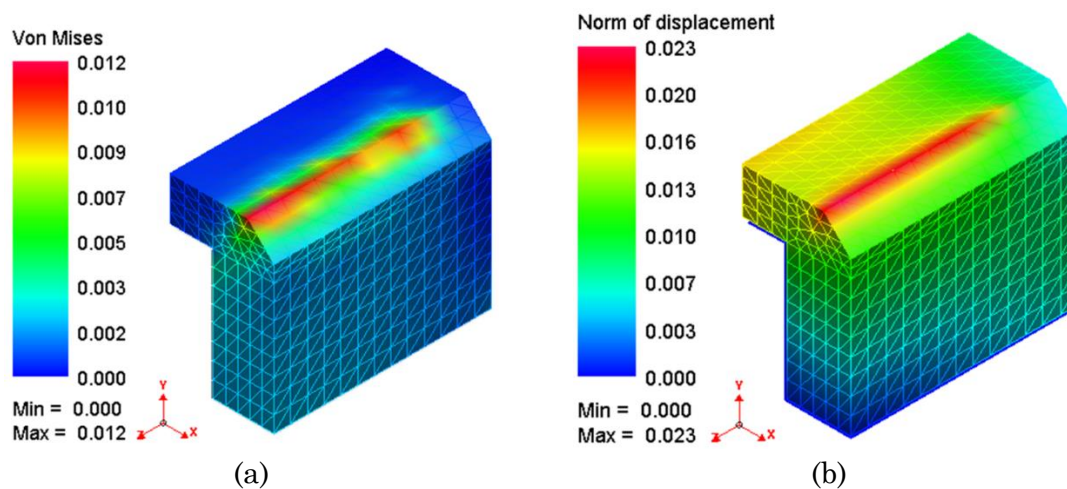 Von Mises
0.012
0.010
0.009
0.007
0.005
0.003
0.002
0.000
Min = 0.000
Max = 0.012
Y
Z
X
(a)
Norm of displacement
0.023
0.020
0.016
0.013
0.010
0.007
0.003
0.000
Min = 0.000
Max = 0.023
Y
Z
X
(b)